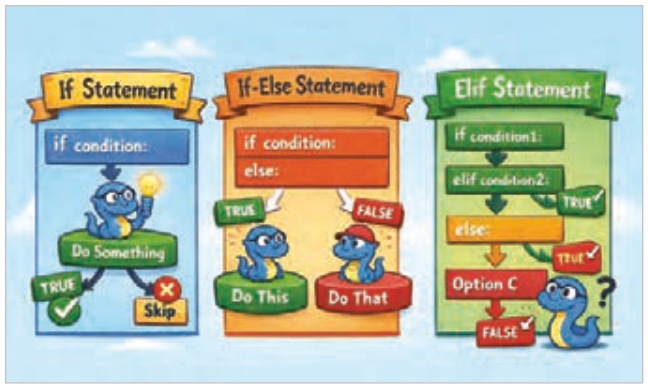 If Statement
if condition:
Do Something
TRUE
Skip
If-Else Statement
if condition:
else:
TRUE
FALSE
Do This
Do That
Elif Statement
if condition1:
elif condition2:
TRUE
else:
TRUE
Option C
FALSE
?